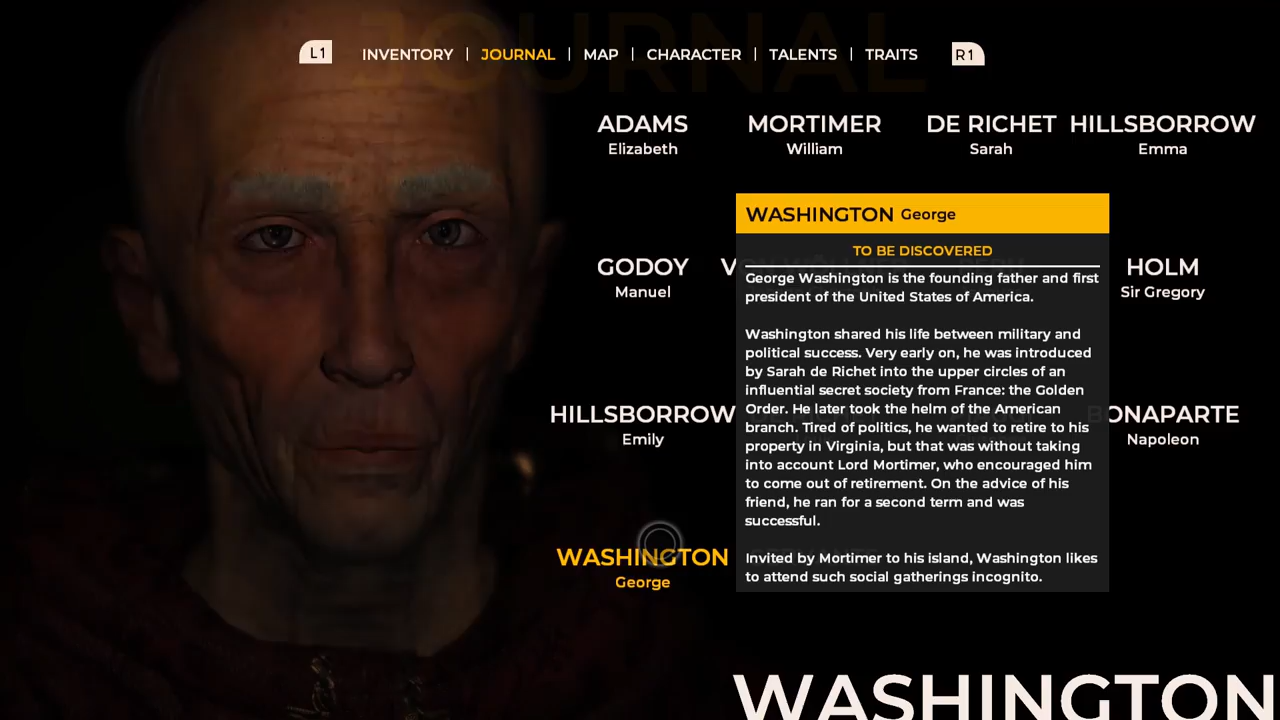 JOURNAL
L1 INVENTORY | JOURNAL | MAP | CHARACTER | TALENTS | TRAITS R1
ADAMS MORTIMER DE RICHET HILLSBORROW
Elizabeth William Sarah Emma
WASHINGTON George
TO BE DISCOVERED
GODOY HOLM
Manuel Sir Gregory
George Washington is the founding father and first
president of the United States of America.
Washington shared his life between military and
political success. Very early on, he was introduced
by Sarah de Richet into the upper circles of an
influential secret society from France: the Golden
Order. He later took the helm of the American
branch. Tired of politics, he wanted to retire to his
property in Virginia, but that was without taking
into account Lord Mortimer, who encouraged him
to come out of retirement. On the advice of his
friend, he ran for a second term and was
successful.
Invited by Mortimer to his island, Washington likes
to attend such social gatherings incognito.
HILLSBORROW BONAPARTE
Emily Napoleon
WASHINGTON
George
WASHINGTON